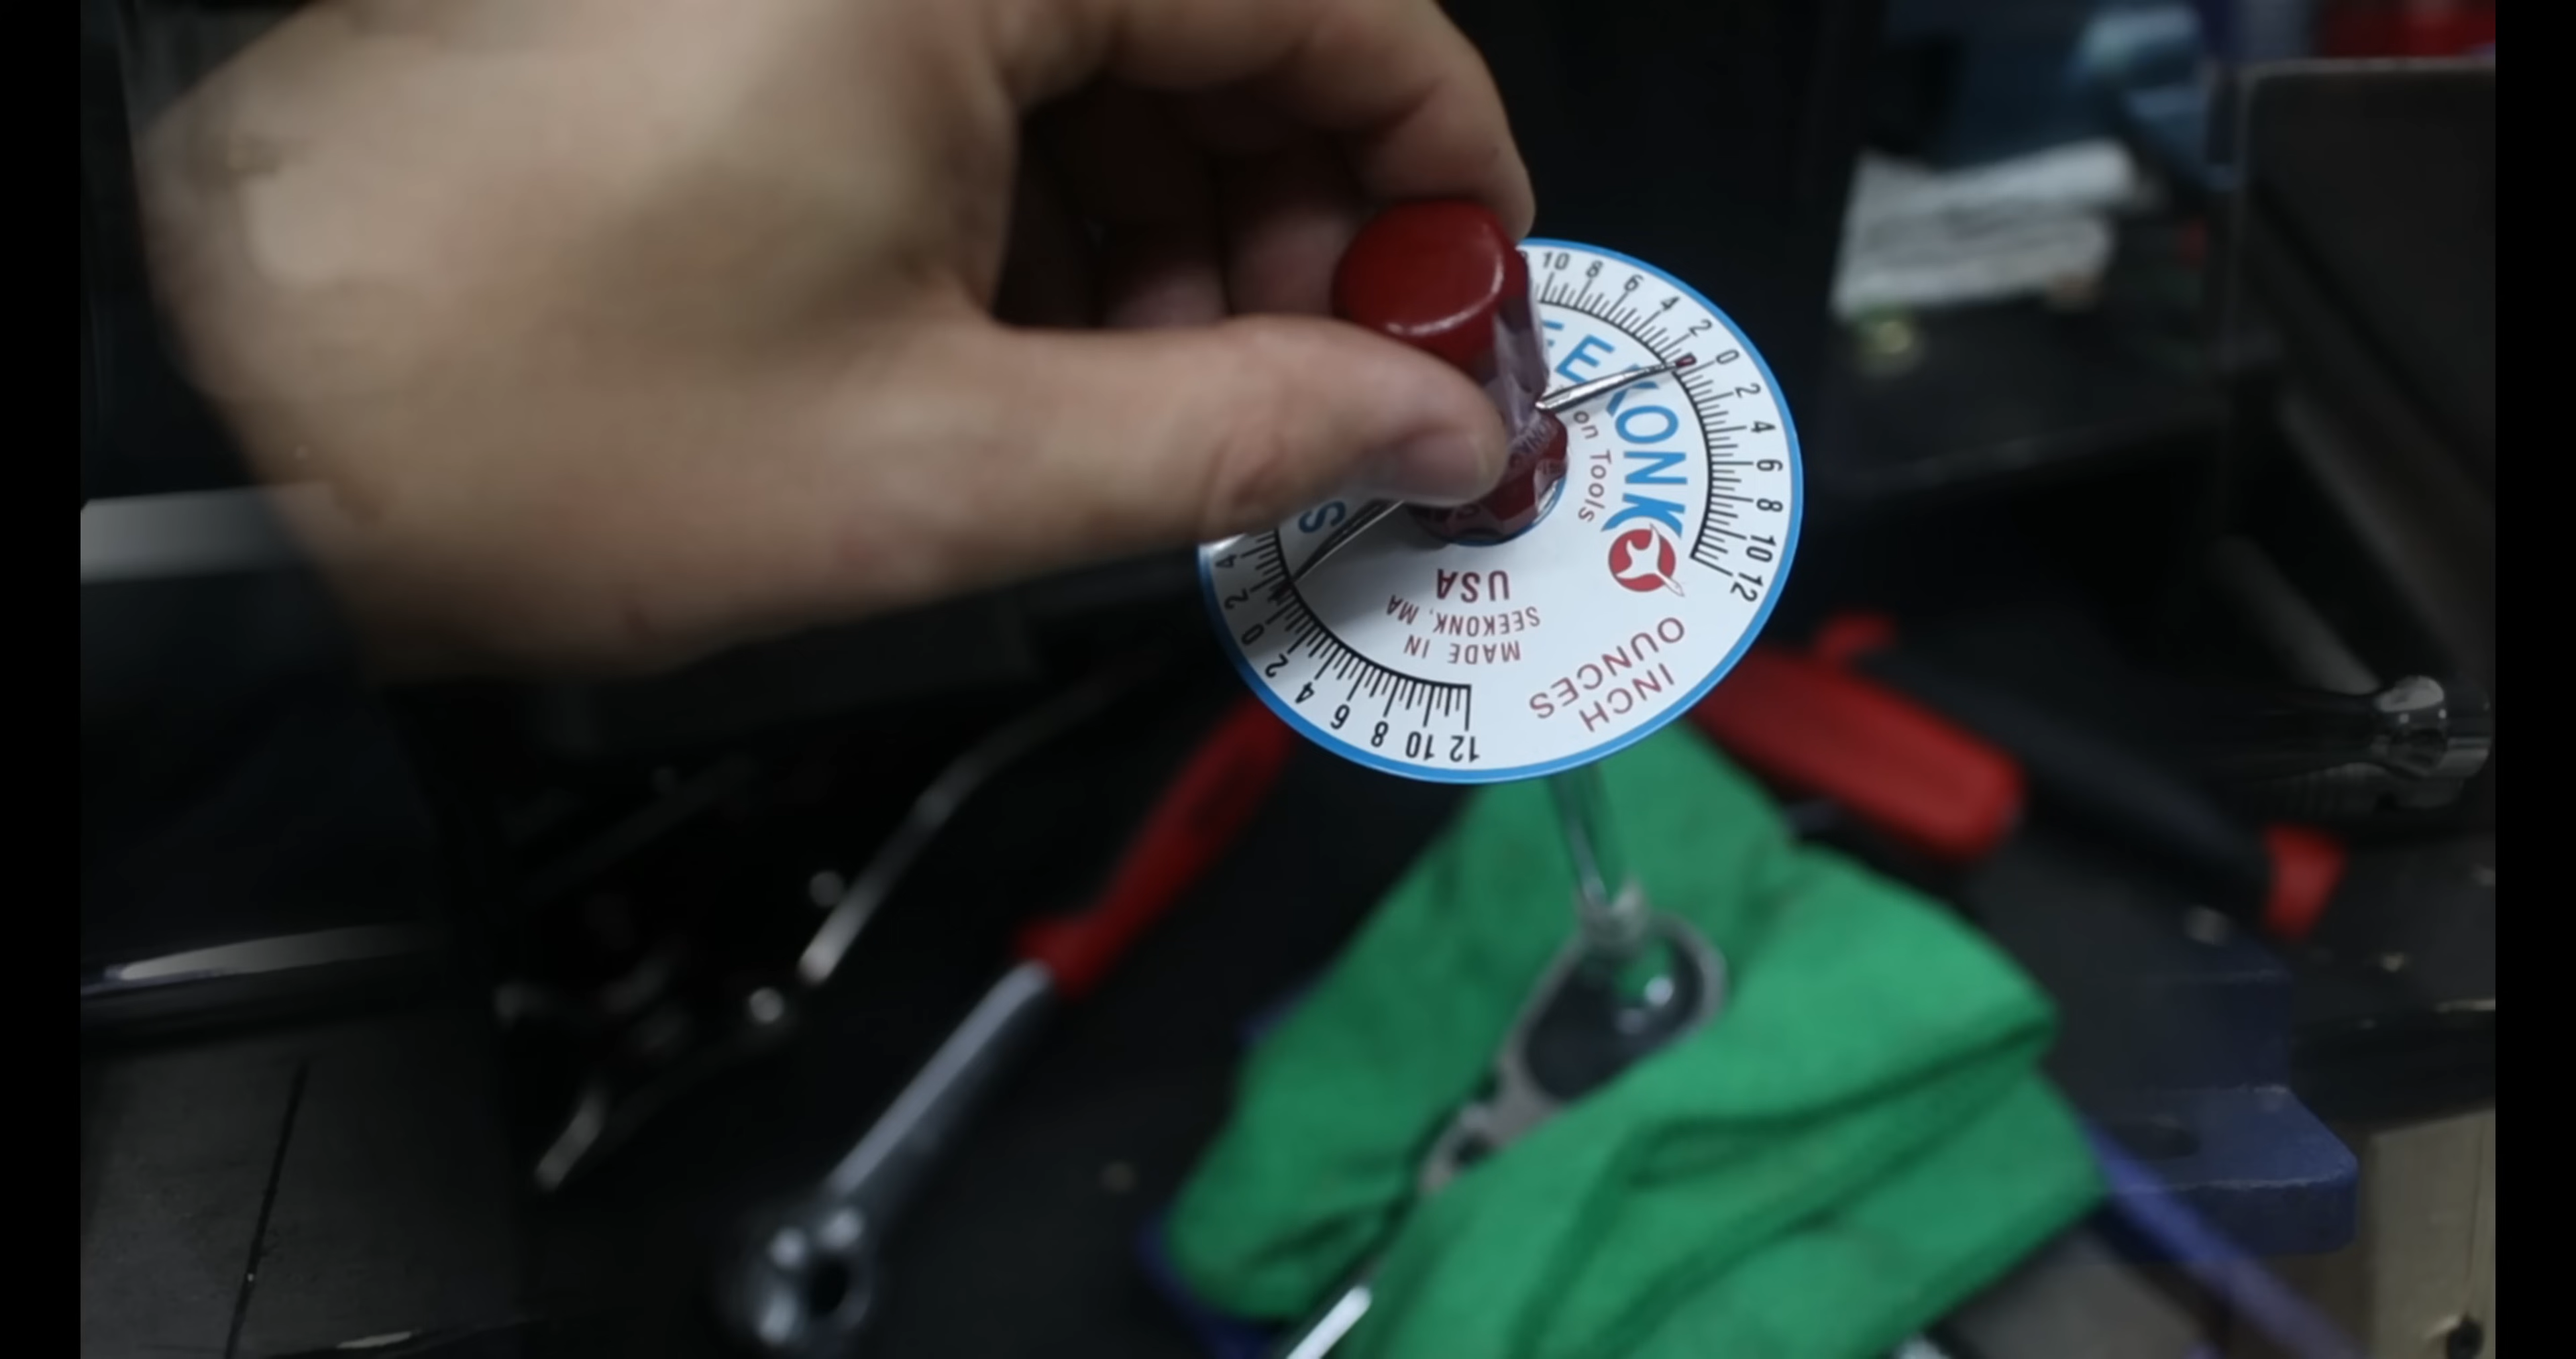 10 8 6 4 2 0 2 4 6 8 10 12
SEEKONK
on Tools
4 2 0 2 4 6 8 10 12
INCH
OUNCES
MADE IN
SEEKONK, MA
USA